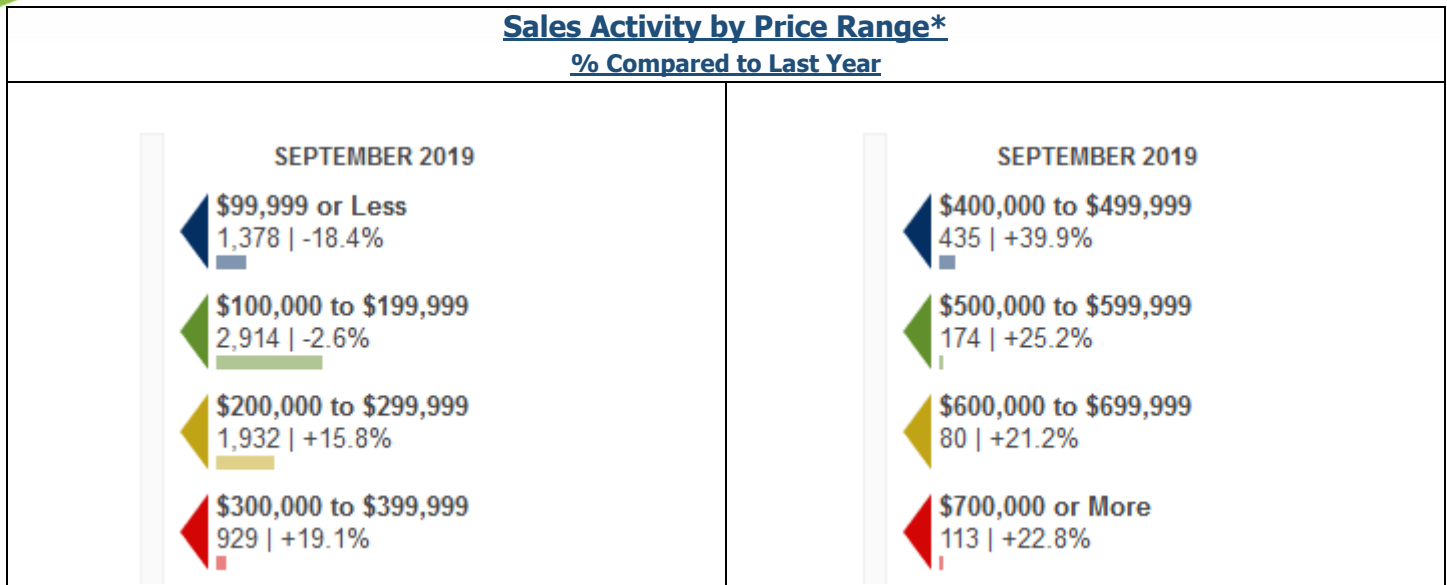 Sales Activity by Price Range*
% Compared to Last Year
SEPTEMBER 2019
$99,999 or Less
1,378 | -18.4%
$100,000 to $199,999
2,914 | -2.6%
$200,000 to $299,999
1,932 | +15.8%
$300,000 to $399,999
929 | +19.1%
SEPTEMBER 2019
$400,000 to $499,999
435 | +39.9%
$500,000 to $599,999
174 | +25.2%
$600,000 to $699,999
80 | +21.2%
$700,000 or More
113 | +22.8%